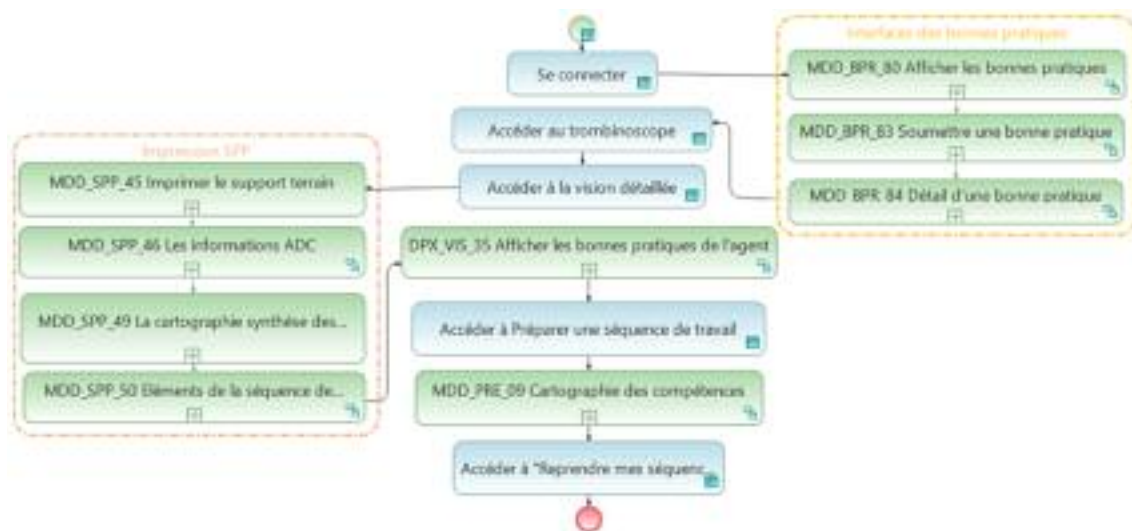 Interfaces des bonnes pratiques
Se connecter
MDD_BPR_80 Afficher les bonnes pratiques
Accéder au trombinoscope
MDD_BPR_83 Soumettre une bonne pratique
Impression SPP
MDD_SPP_45 Imprimer le support terrain
Accéder à la vision détaillée
MDD_BPR_84 Détail d'une bonne pratique
MDD_SPP_46 Les informations ADC
DPX_VIS_35 Afficher les bonnes pratiques de l'agent
MDD_SPP_49 La cartographie synthèse des...
Accéder à Préparer une séquence de travail
MDD_SPP_50 Eléments de la séquence de...
MDD_PRE_09 Cartographie des compétences
Accéder à "Reprendre mes séquenc...